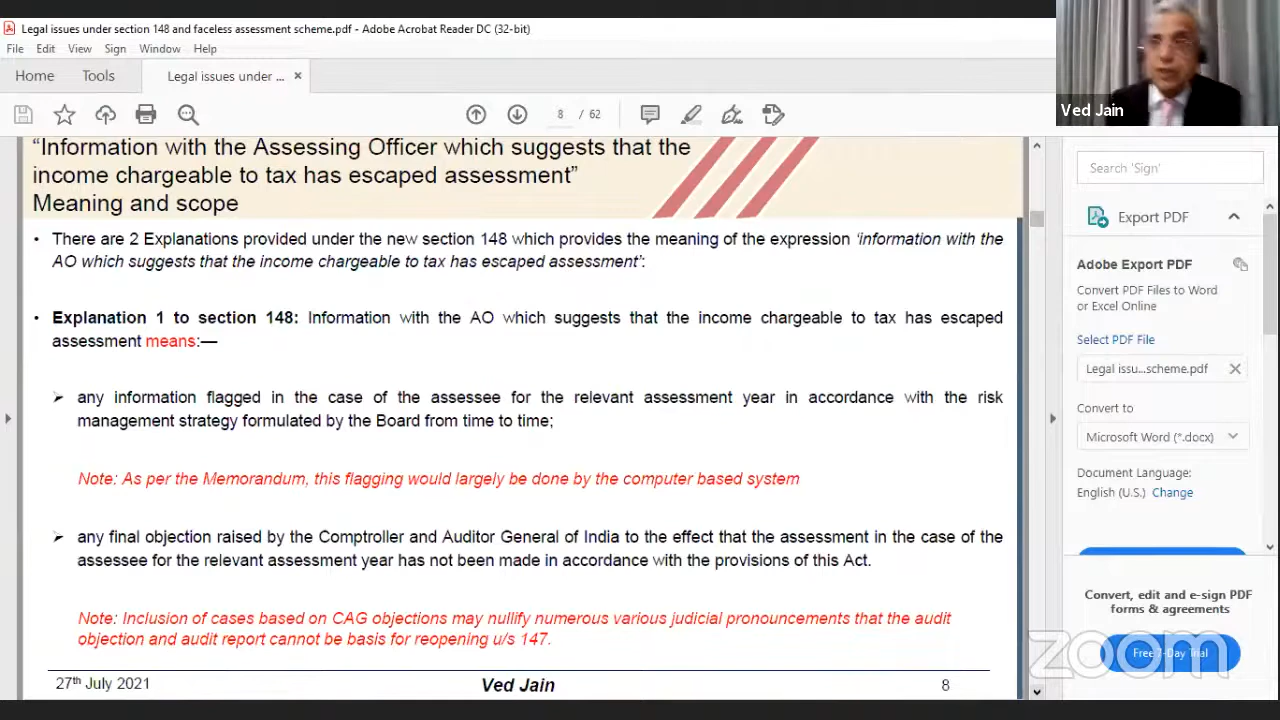 Legal issues under section 148 and faceless assessment scheme.pdf - Adobe Acrobat Reader DC (32-bit)
File Edit View Sign Window Help
Home Tools Legal issues under ... ×
8 / 62
Ved Jain
“Information with the Assessing Officer which suggests that the
income chargeable to tax has escaped assessment”
Meaning and scope
• There are 2 Explanations provided under the new section 148 which provides the meaning of the expression ‘information with the
AO which suggests that the income chargeable to tax has escaped assessment’:
• Explanation 1 to section 148: Information with the AO which suggests that the income chargeable to tax has escaped
assessment means:—
➢ any information flagged in the case of the assessee for the relevant assessment year in accordance with the risk
management strategy formulated by the Board from time to time;
Note: As per the Memorandum, this flagging would largely be done by the computer based system
➢ any final objection raised by the Comptroller and Auditor General of India to the effect that the assessment in the case of the
assessee for the relevant assessment year has not been made in accordance with the provisions of this Act.
Note: Inclusion of cases based on CAG objections may nullify numerous various judicial pronouncements that the audit
objection and audit report cannot be basis for reopening u/s 147.
27th July 2021 Ved Jain 8
Search 'Sign'
Export PDF
Adobe Export PDF
Convert PDF Files to Word
or Excel Online
Select PDF File
Legal issu...scheme.pdf ×
Convert to
Microsoft Word (*.docx)
Document Language:
English (U.S.) Change
Convert, edit and e-sign PDF
forms & agreements
Free 7-Day Trial
zoom